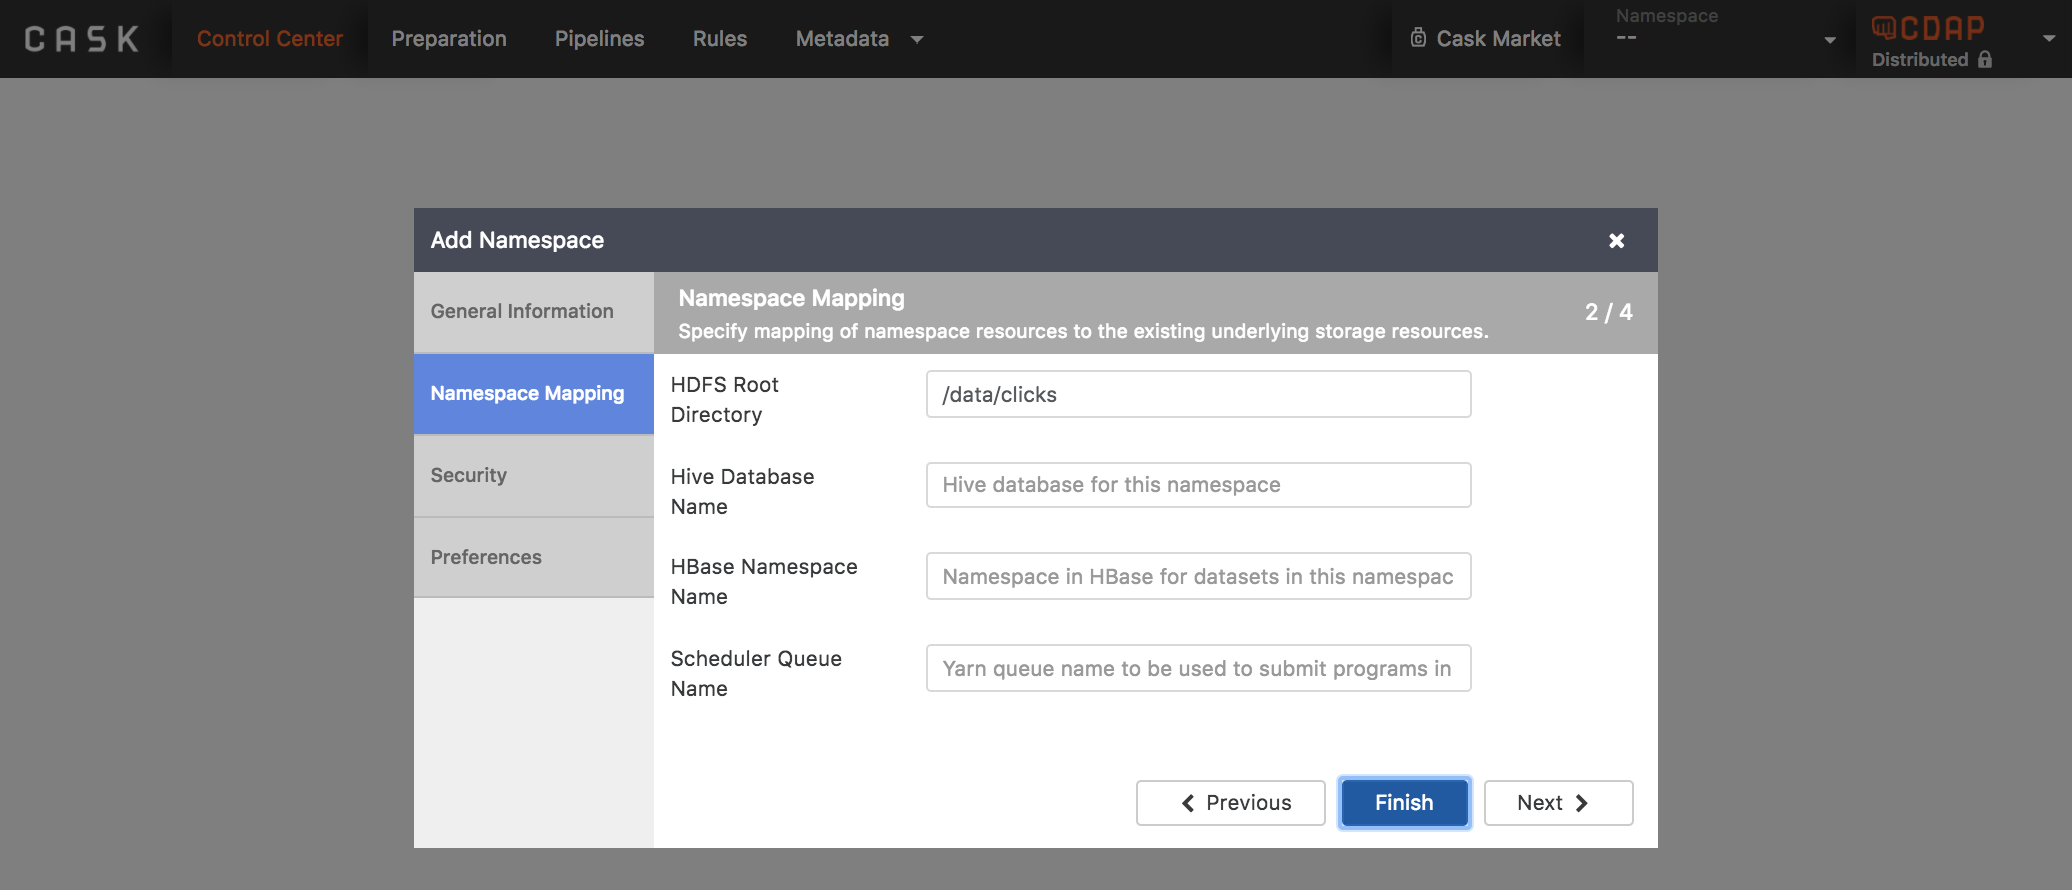 CASK
Control Center
Preparation
Pipelines
Rules
Metadata
Cask Market
Namespace
--
CDAP
Distributed
Add Namespace
General Information
Namespace Mapping
Security
Preferences
Namespace Mapping
Specify mapping of namespace resources to the existing underlying storage resources.
2 / 4
HDFS Root
Directory
/data/clicks
Hive Database
Name
Hive database for this namespace
HBase Namespace
Name
Namespace in HBase for datasets in this namespac
Scheduler Queue
Name
Yarn queue name to be used to submit programs in
Previous
Finish
Next